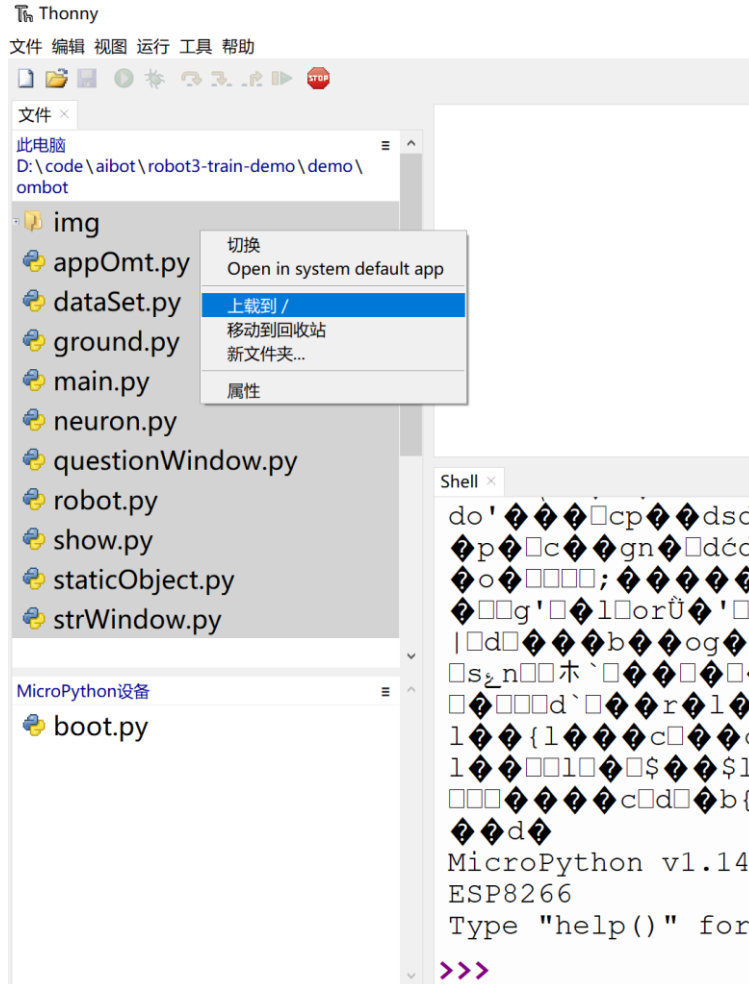 Thonny
文件 编辑 视图 运行 工具 帮助
STOP
文件 ×
此电脑
D:\code\aibot\robot3-train-demo\demo\
ombot
img
appOmt.py
dataSet.py
ground.py
main.py
neuron.py
questionWindow.py
robot.py
show.py
staticObject.py
strWindow.py
切换
Open in system default app
上载到 /
移动到回收站
新文件夹...
属性
MicroPython设备
boot.py
Shell ×
MicroPython v1.14
ESP8266
Type "help()" for
>>>